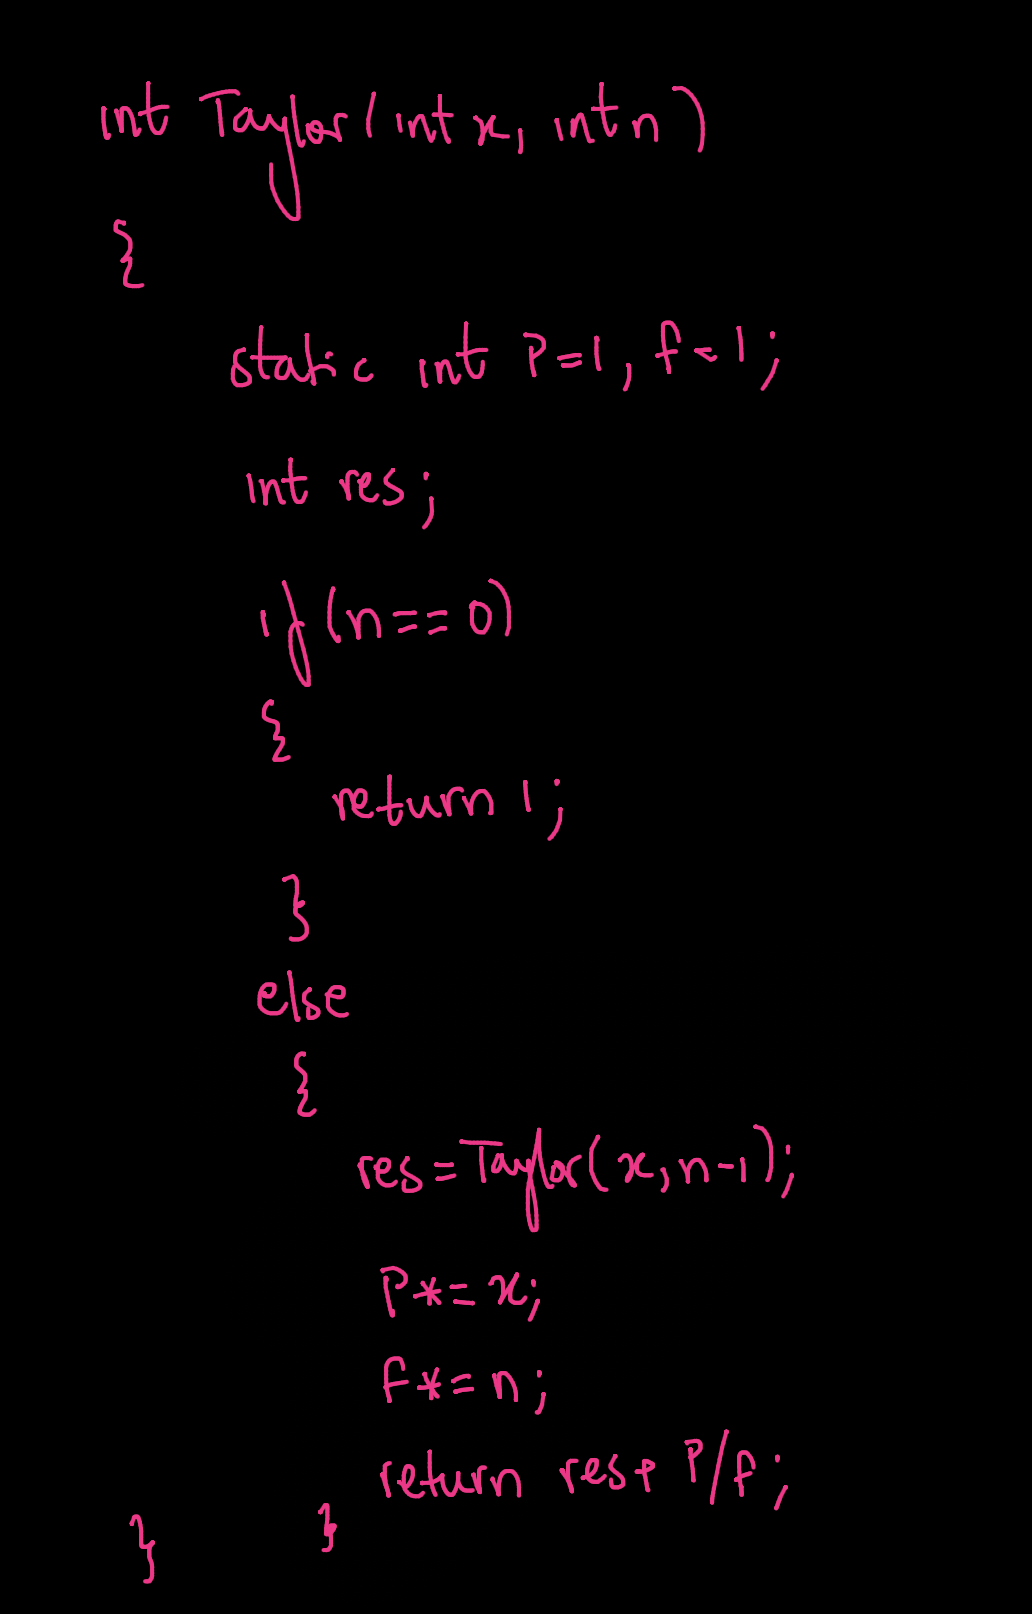 int Taylor(int x, int n)
{
static int P=1, f=1;
int res;
if(n==0)
{
return 1;
}
else
{
res=Taylor(x,n-1);
P*=x;
f*=n;
return res+P/f;
} }